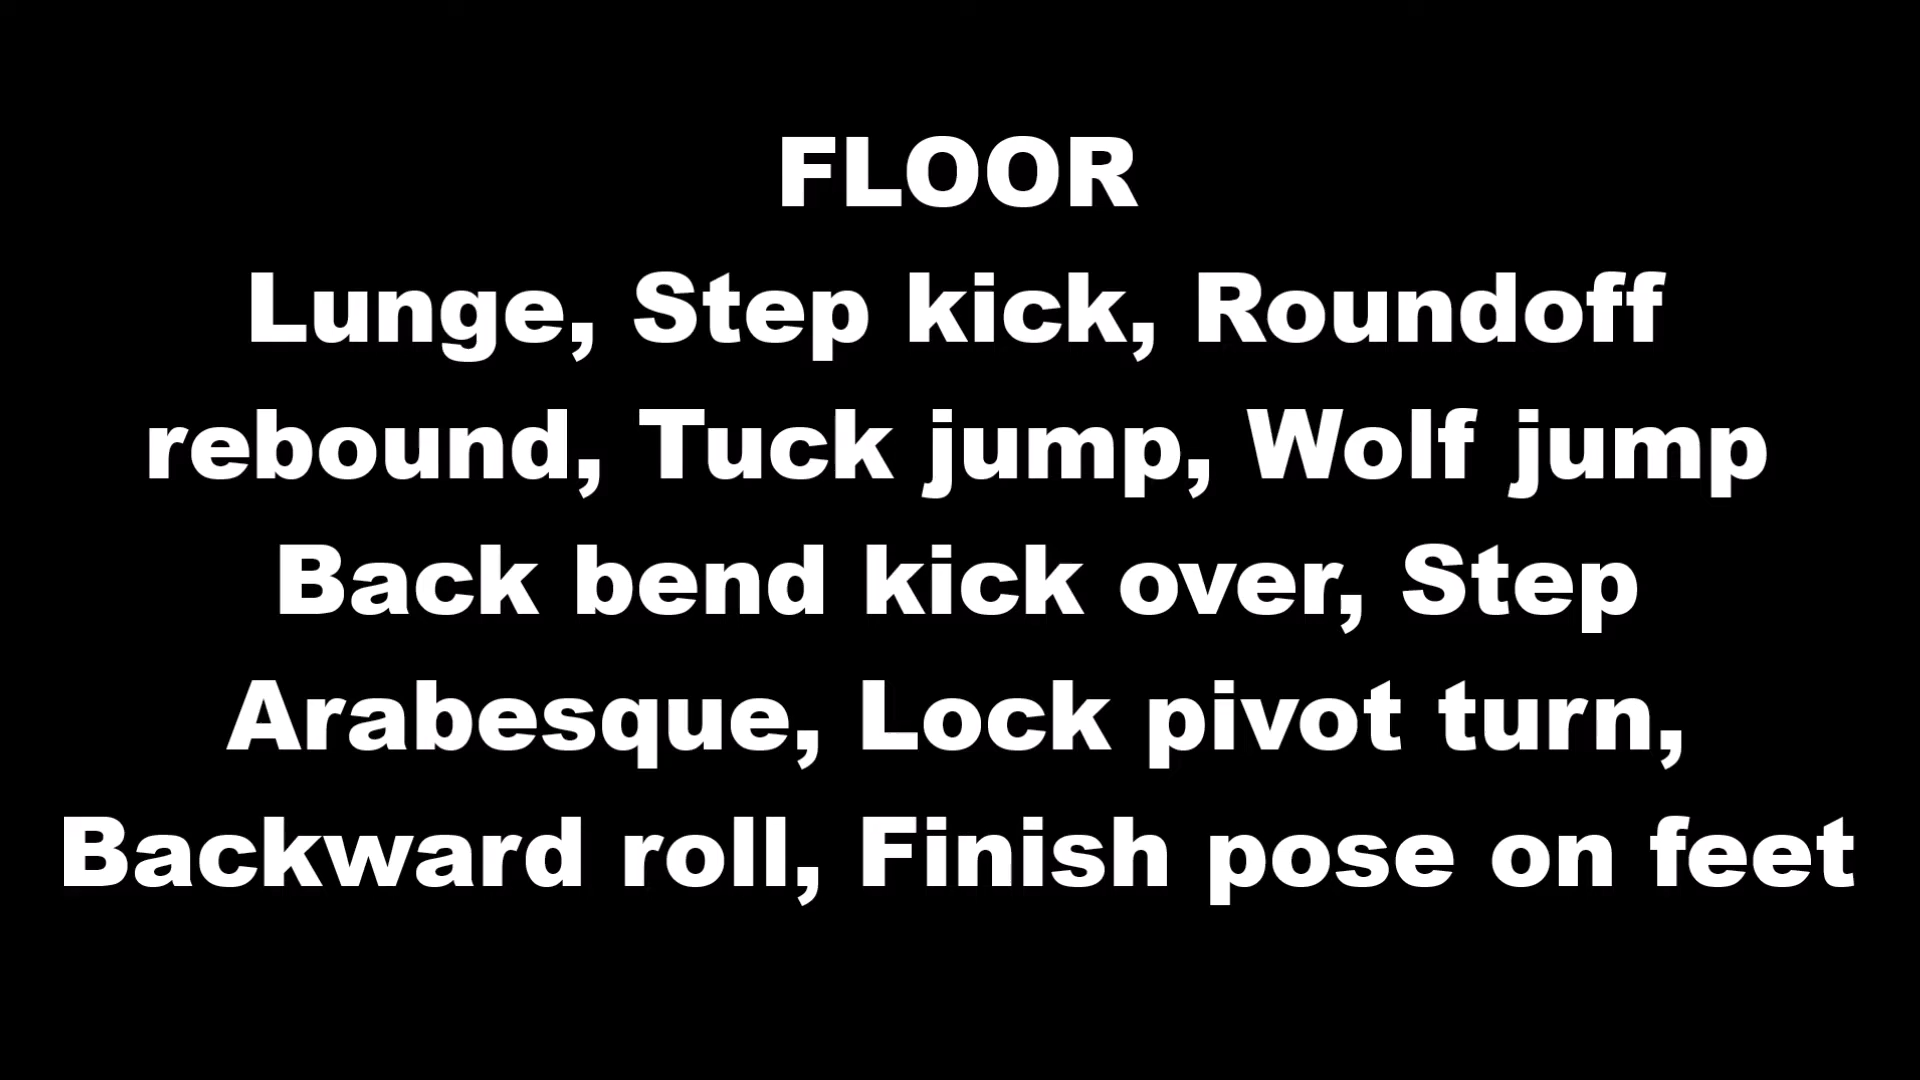 FLOOR
Lunge, Step kick, Roundoff
rebound, Tuck jump, Wolf jump
Back bend kick over, Step
Arabesque, Lock pivot turn,
Backward roll, Finish pose on feet